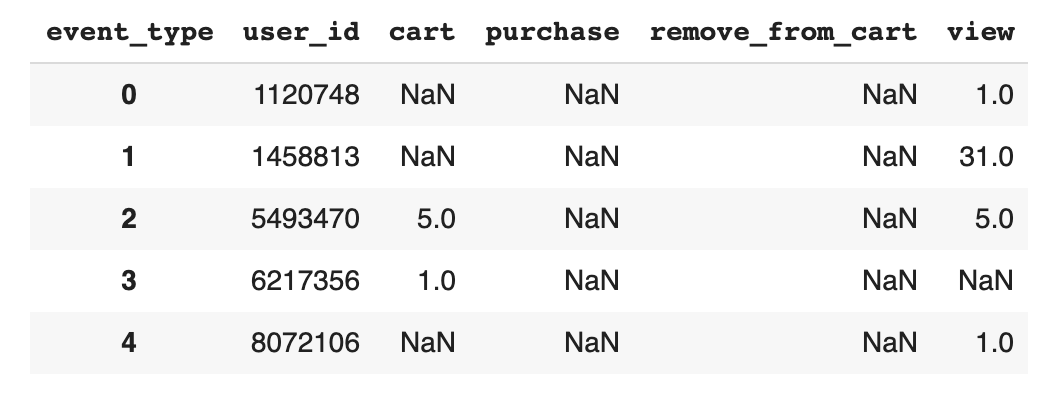 event_type user_id cart purchase remove_from_cart view
0 1120748 NaN NaN NaN 1.0
1 1458813 NaN NaN NaN 31.0
2 5493470 5.0 NaN NaN 5.0
3 6217356 1.0 NaN NaN NaN
4 8072106 NaN NaN NaN 1.0